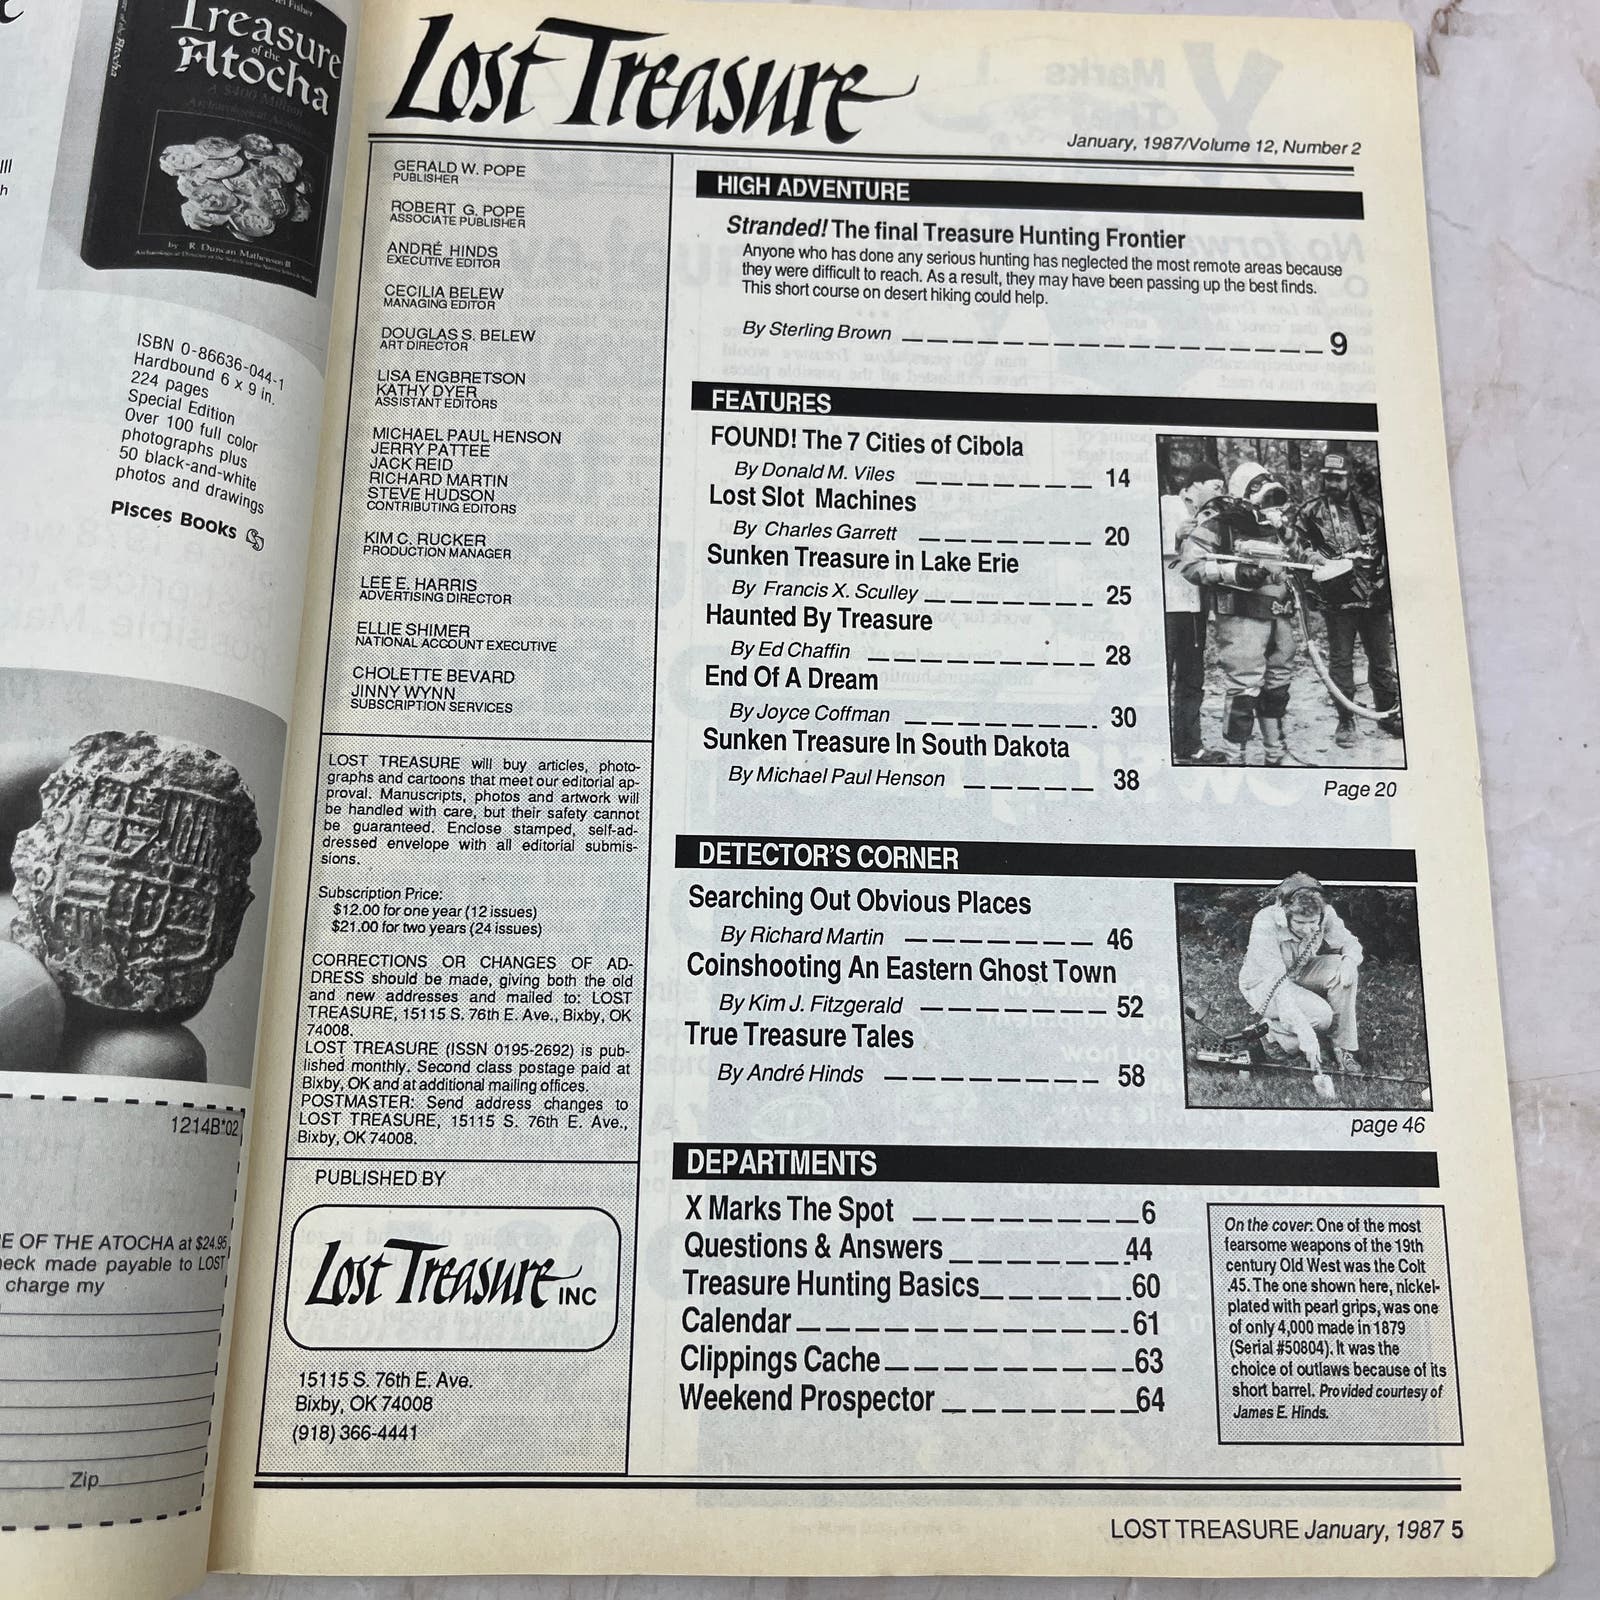 Treasure
of the
Atocha
A $400 Million
by R. Duncan Mathewson III
ISBN 0-86636-044-1
Hardbound 6 x 9 in.
224 pages
Special Edition
Over 100 full color
photographs plus
50 black-and-white
photos and drawings
Pisces Books
1214B*02
E OF THE ATOCHA at $24.95
eck made payable to LOST
charge my
Zip
Lost Treasure
January, 1987/Volume 12, Number 2
GERALD W. POPE
PUBLISHER
ROBERT G. POPE
ASSOCIATE PUBLISHER
ANDRÉ HINDS
EXECUTIVE EDITOR
CECILIA BELEW
MANAGING EDITOR
DOUGLAS S. BELEW
ART DIRECTOR
LISA ENGBRETSON
KATHY DYER
ASSISTANT EDITORS
MICHAEL PAUL HENSON
JERRY PATTEE
JACK REID
RICHARD MARTIN
STEVE HUDSON
CONTRIBUTING EDITORS
KIM C. RUCKER
PRODUCTION MANAGER
LEE E. HARRIS
ADVERTISING DIRECTOR
ELLIE SHIMER
NATIONAL ACCOUNT EXECUTIVE
CHOLETTE BEVARD
JINNY WYNN
SUBSCRIPTION SERVICES
LOST TREASURE will buy articles, photo-
graphs and cartoons that meet our editorial ap-
proval. Manuscripts, photos and artwork will
be handled with care, but their safety cannot
be guaranteed. Enclose stamped, self-ad-
dressed envelope with all editorial submis-
sions.
Subscription Price:
$12.00 for one year (12 issues)
$21.00 for two years (24 issues)
CORRECTIONS OR CHANGES OF AD-
DRESS should be made, giving both the old
and new addresses and mailed to: LOST
TREASURE, 15115 S. 76th E. Ave., Bixby, OK
74008.
LOST TREASURE (ISSN 0195-2692) is pub-
lished monthly. Second class postage paid at
Bixby, OK and at additional mailing offices.
POSTMASTER: Send address changes to
LOST TREASURE, 15115 S. 76th E. Ave.,
Bixby, OK 74008.
PUBLISHED BY
Lost Treasure INC
15115 S. 76th E. Ave.
Bixby, OK 74008
(918) 366-4441
HIGH ADVENTURE
Stranded! The final Treasure Hunting Frontier
Anyone who has done any serious hunting has neglected the most remote areas because
they were difficult to reach. As a result, they may have been passing up the best finds.
This short course on desert hiking could help.
By Sterling Brown 9
FEATURES
FOUND! The 7 Cities of Cibola
By Donald M. Viles 14
Lost Slot Machines
By Charles Garrett 20
Sunken Treasure in Lake Erie
By Francis X. Sculley 25
Haunted By Treasure
By Ed Chaffin 28
End Of A Dream
By Joyce Coffman 30
Sunken Treasure In South Dakota
By Michael Paul Henson 38
Page 20
DETECTOR'S CORNER
Searching Out Obvious Places
By Richard Martin 46
Coinshooting An Eastern Ghost Town
By Kim J. Fitzgerald 52
True Treasure Tales
By André Hinds 58
page 46
DEPARTMENTS
X Marks The Spot 6
Questions & Answers 44
Treasure Hunting Basics 60
Calendar 61
Clippings Cache 63
Weekend Prospector 64
On the cover: One of the most
fearsome weapons of the 19th
century Old West was the Colt
.45. The one shown here, nickel-
plated with pearl grips, was one
of only 4,000 made in 1879
(Serial #50804). It was the
choice of outlaws because of its
short barrel. Provided courtesy of
James E. Hinds.
LOST TREASURE January, 1987 5